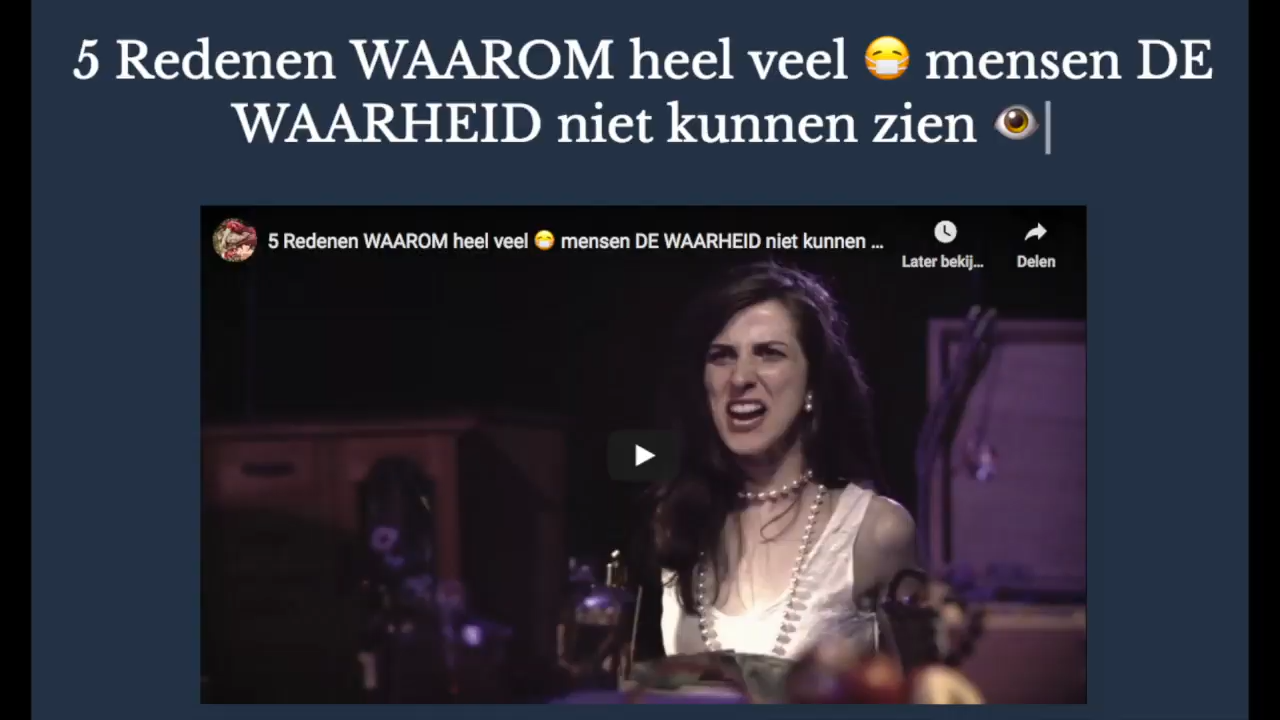 5 Redenen WAAROM heel veel 😷 mensen DE
WAARHEID niet kunnen zien 👁️
5 Redenen WAAROM heel veel 😷 mensen DE WAARHEID niet kunnen ...
Later bekij...
Delen